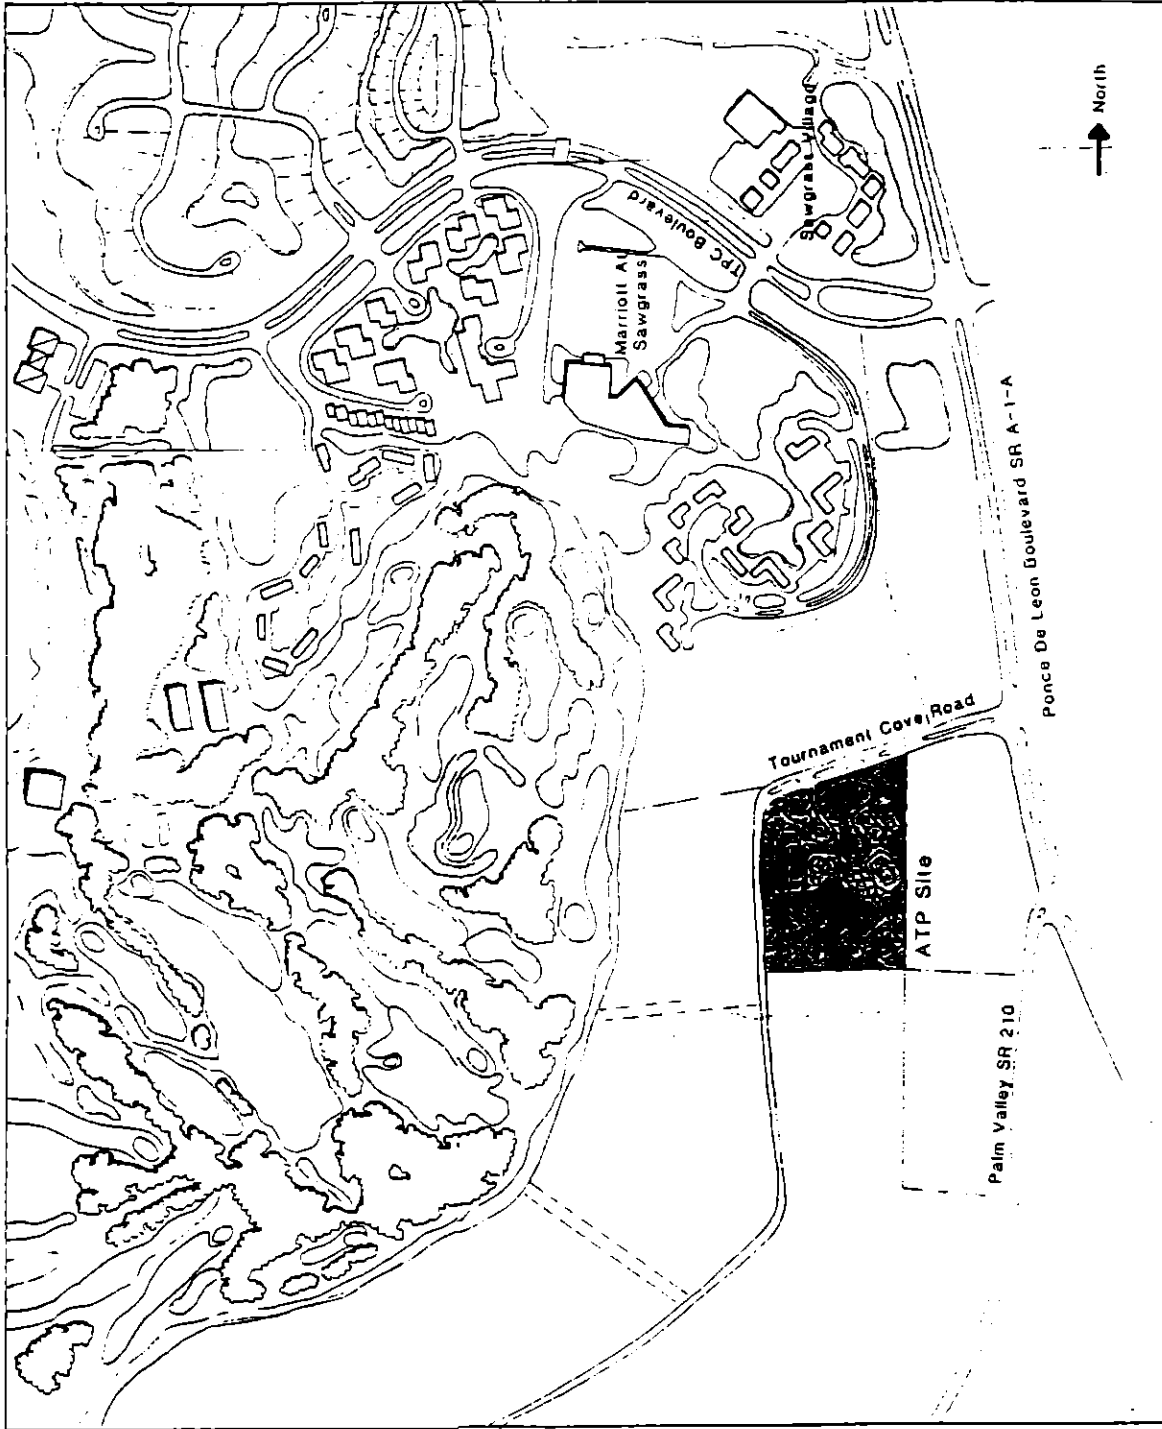 North
Sawgrass Village
TPC Boulevard
Marriott At
Sawgrass
Ponce De Leon Boulevard SR A-1-A
Tournament Cove Road
ATP Site
Palm Valley SR 210